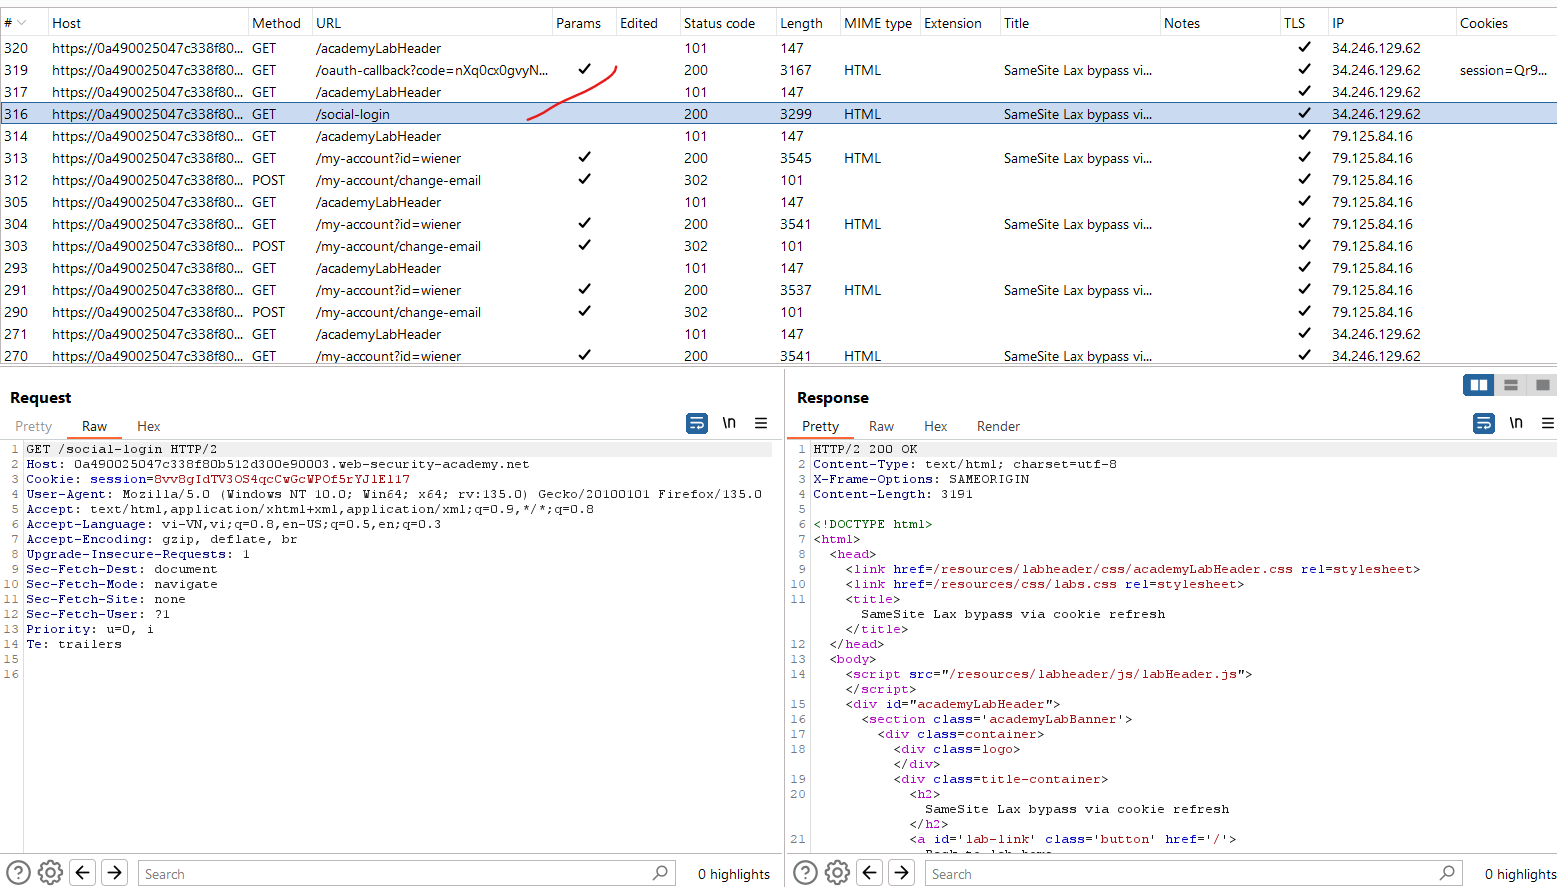 # Host Method URL Params Edited Status code Length MIME type Extension Title Notes TLS IP Cookies
320 https://0a490025047c338f80... GET /academyLabHeader 101 147 ✓ 34.246.129.62
319 https://0a490025047c338f80... GET /oauth-callback?code=nXq0cx0gvyN... ✓ 200 3167 HTML SameSite Lax bypass vi... ✓ 34.246.129.62 session=Qr9...
317 https://0a490025047c338f80... GET /academyLabHeader 101 147 ✓ 34.246.129.62
316 https://0a490025047c338f80... GET /social-login 200 3299 HTML SameSite Lax bypass vi... ✓ 34.246.129.62
314 https://0a490025047c338f80... GET /academyLabHeader 101 147 ✓ 79.125.84.16
313 https://0a490025047c338f80... GET /my-account?id=wiener ✓ 200 3545 HTML SameSite Lax bypass vi... ✓ 79.125.84.16
312 https://0a490025047c338f80... POST /my-account/change-email ✓ 302 101 ✓ 79.125.84.16
305 https://0a490025047c338f80... GET /academyLabHeader 101 147 ✓ 79.125.84.16
304 https://0a490025047c338f80... GET /my-account?id=wiener ✓ 200 3541 HTML SameSite Lax bypass vi... ✓ 79.125.84.16
303 https://0a490025047c338f80... POST /my-account/change-email ✓ 302 101 ✓ 79.125.84.16
293 https://0a490025047c338f80... GET /academyLabHeader 101 147 ✓ 79.125.84.16
291 https://0a490025047c338f80... GET /my-account?id=wiener ✓ 200 3537 HTML SameSite Lax bypass vi... ✓ 79.125.84.16
290 https://0a490025047c338f80... POST /my-account/change-email ✓ 302 101 ✓ 79.125.84.16
271 https://0a490025047c338f80... GET /academyLabHeader 101 147 ✓ 34.246.129.62
270 https://0a490025047c338f80... GET /my-account?id=wiener ✓ 200 3541 HTML SameSite Lax bypass vi... ✓ 34.246.129.62
Request
Pretty Raw Hex
\n
1 GET /social-login HTTP/2
2 Host: 0a490025047c338f80b512d300e90003.web-security-academy.net
3 Cookie: session=8vv8gIdTV3OS4qcCwGcWPOf5rYJlEl17
4 User-Agent: Mozilla/5.0 (Windows NT 10.0; Win64; x64; rv:135.0) Gecko/20100101 Firefox/135.0
5 Accept: text/html,application/xhtml+xml,application/xml;q=0.9,*/*;q=0.8
6 Accept-Language: vi-VN,vi;q=0.8,en-US;q=0.5,en;q=0.3
7 Accept-Encoding: gzip, deflate, br
8 Upgrade-Insecure-Requests: 1
9 Sec-Fetch-Dest: document
10 Sec-Fetch-Mode: navigate
11 Sec-Fetch-Site: none
12 Sec-Fetch-User: ?1
13 Priority: u=0, i
14 Te: trailers
15
16
Search
0 highlights
Response
Pretty Raw Hex Render
\n
1 HTTP/2 200 OK
2 Content-Type: text/html; charset=utf-8
3 X-Frame-Options: SAMEORIGIN
4 Content-Length: 3191
5
6 <!DOCTYPE html>
7 <html>
8 <head>
9 <link href=/resources/labheader/css/academyLabHeader.css rel=stylesheet>
10 <link href=/resources/css/labs.css rel=stylesheet>
11 <title>
SameSite Lax bypass via cookie refresh
</title>
12 </head>
13 <body>
14 <script src="/resources/labheader/js/labHeader.js">
</script>
15 <div id="academyLabHeader">
16 <section class='academyLabBanner'>
17 <div class=container>
18 <div class=logo>
</div>
19 <div class=title-container>
20 <h2>
SameSite Lax bypass via cookie refresh
</h2>
21 <a id='lab-link' class='button' href='/'>
Back to lab home
Search
0 highlights